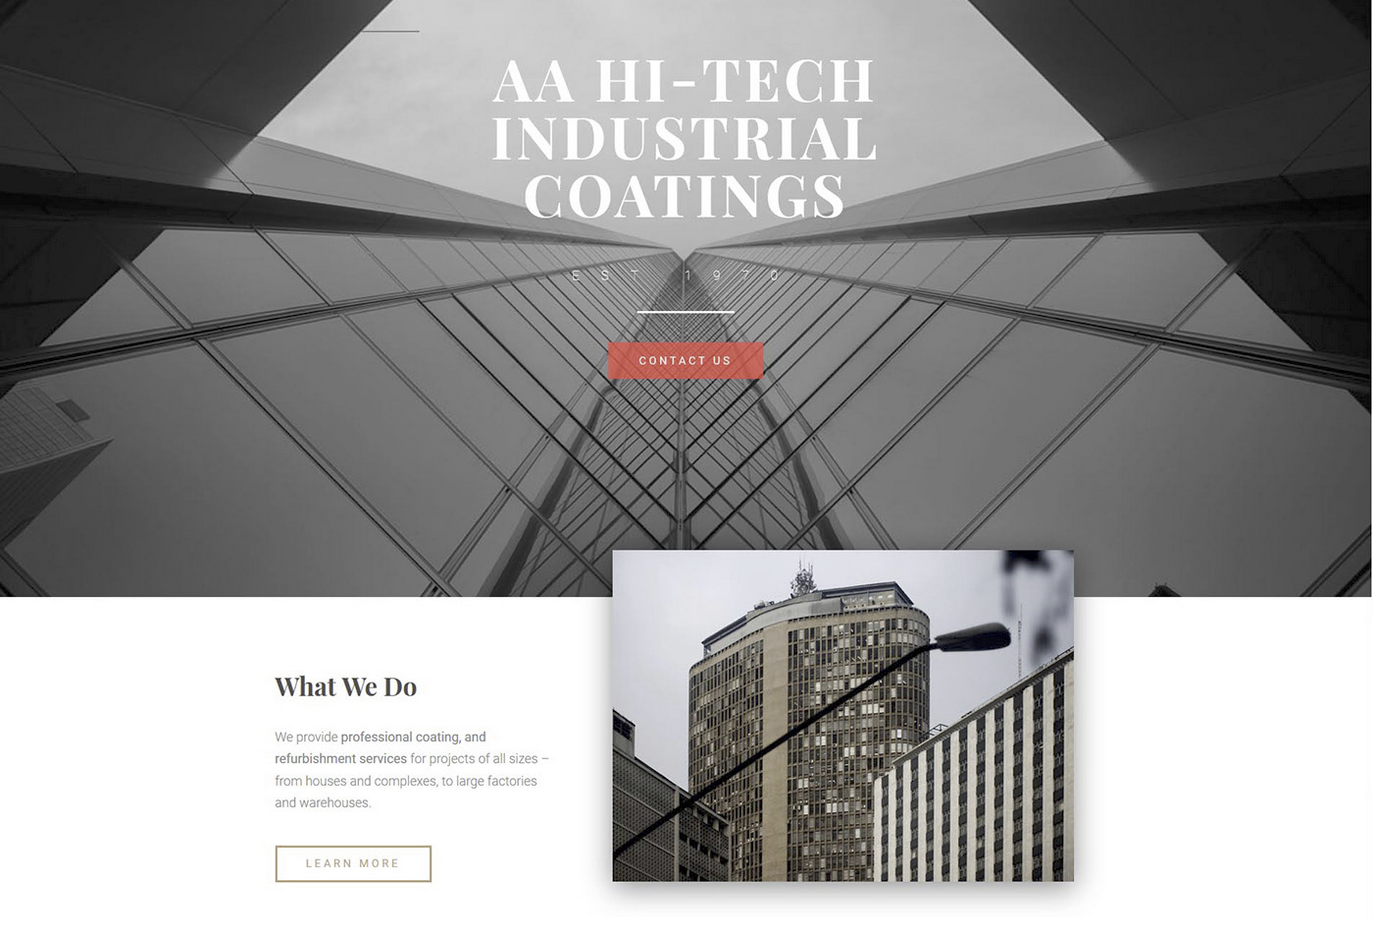 AA HI-TECH
INDUSTRIAL
COATINGS
EST 1970
CONTACT US
What We Do
We provide professional coating, and
refurbishment services for projects of all sizes –
from houses and complexes, to large factories
and warehouses.
LEARN MORE